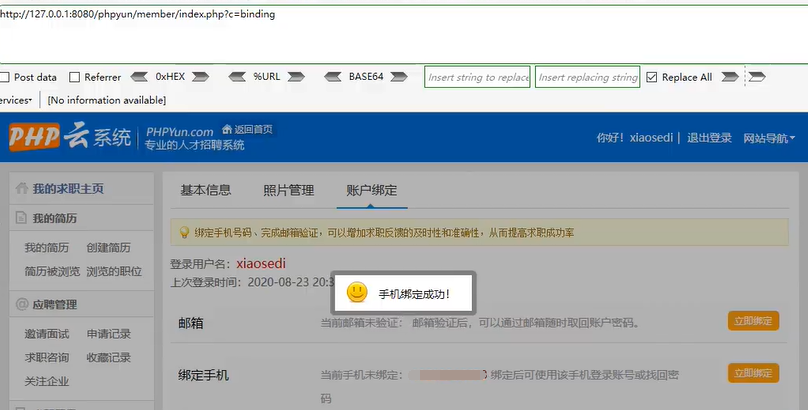 http://127.0.0.1:8080/phpyun/member/index.php?c=binding
Post data Referrer 0xHEX %URL BASE64 Insert string to replace Insert replacing string Replace All
ervices [No information available]
PHP云系统 PHPYun.com 返回首页
专业的人才招聘系统
你好！xiaosedi | 退出登录 网站导航
我的求职主页
基本信息 照片管理 账户绑定
我的简历
绑定手机号码、完成邮箱验证，可以增加求职反馈的及时性和准确性，从而提高求职成功率
我的简历 创建简历
简历被浏览 浏览的职位
登录用户名：xiaosedi
上次登录时间：2020-08-23 20:3
手机绑定成功！
应聘管理
邀请面试 申请记录
求职咨询 收藏记录
关注企业
邮箱 当前邮箱未验证： 邮箱验证后，可以通过邮箱随时取回账户密码。 立即绑定
绑定手机 当前手机未绑定： 绑定后可使用该手机登录账号或找回密码 立即绑定